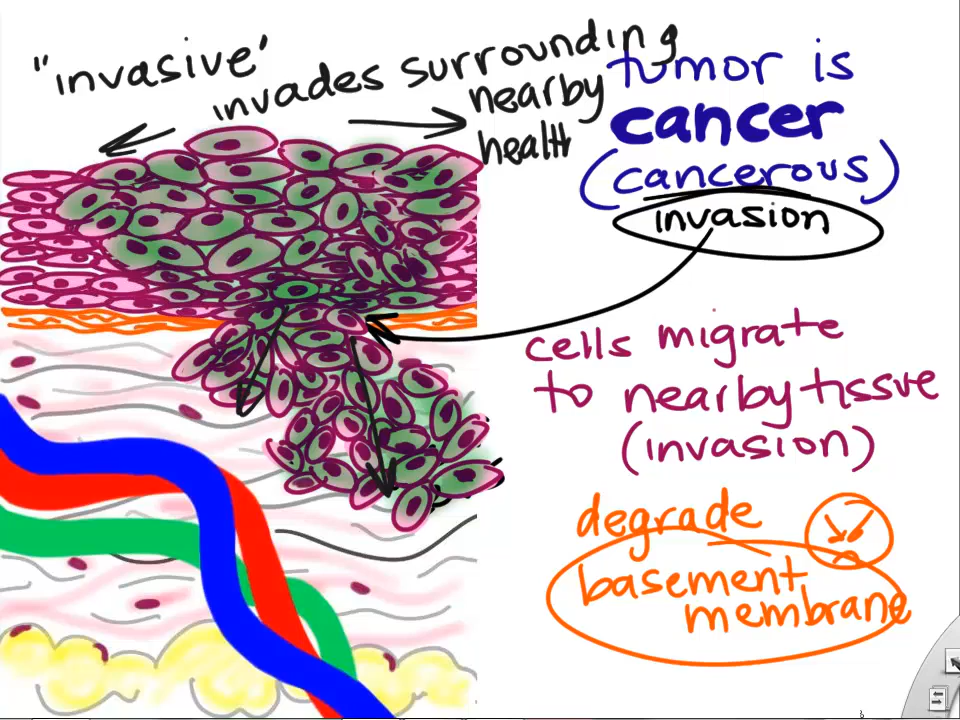 "invasive"
invades surrounding
nearby
health
tumor is
cancer
(cancerous)
invasion
cells migrate
to nearby tissue
(invasion)
degrade
basement
membrane